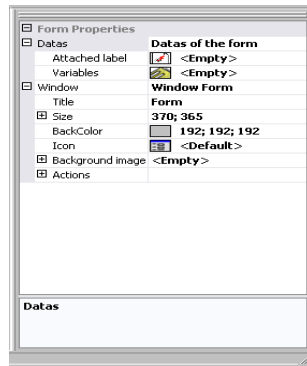 Form Properties
Datas Datas of the form
Attached label <Empty>
Variables <Empty>
Window Window Form
Title Form
Size 370; 365
BackColor 192; 192; 192
Icon <Default>
Background image <Empty>
Actions
Datas